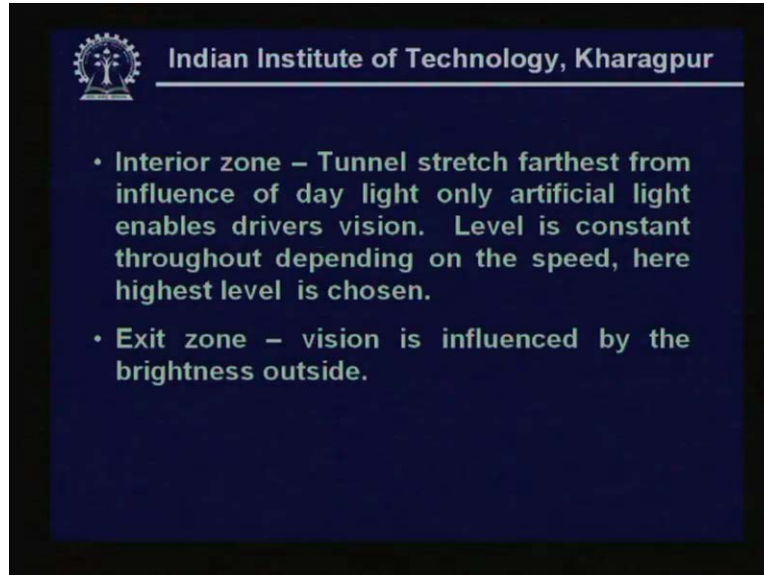 Indian Institute of Technology, Kharagpur
• Interior zone – Tunnel stretch farthest from
influence of day light only artificial light
enables drivers vision. Level is constant
throughout depending on the speed, here
highest level is chosen.
• Exit zone – vision is influenced by the
brightness outside.